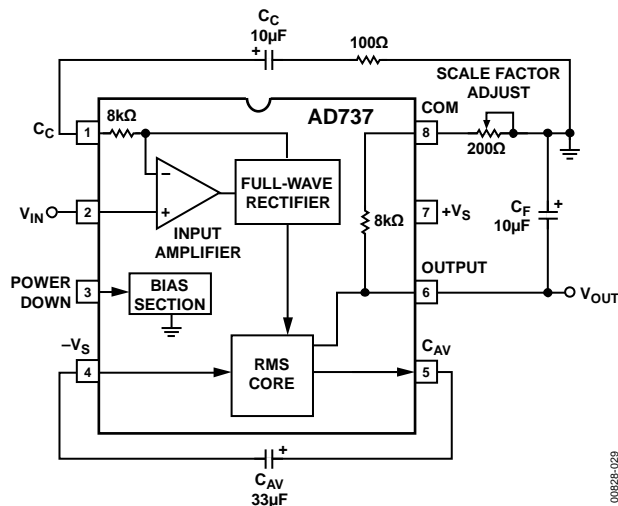 C_C
10µF
+
100Ω
SCALE FACTOR
ADJUST
8kΩ
AD737
COM
C_C
1
8
200Ω
FULL-WAVE
RECTIFIER
−
+
V_IN
2
INPUT
AMPLIFIER
8kΩ
7
+V_S
C_F
10µF
+
POWER
DOWN
3
BIAS
SECTION
OUTPUT
6
V_OUT
−V_S
4
RMS
CORE
C_AV
5
+
C_AV
33µF
00828-029